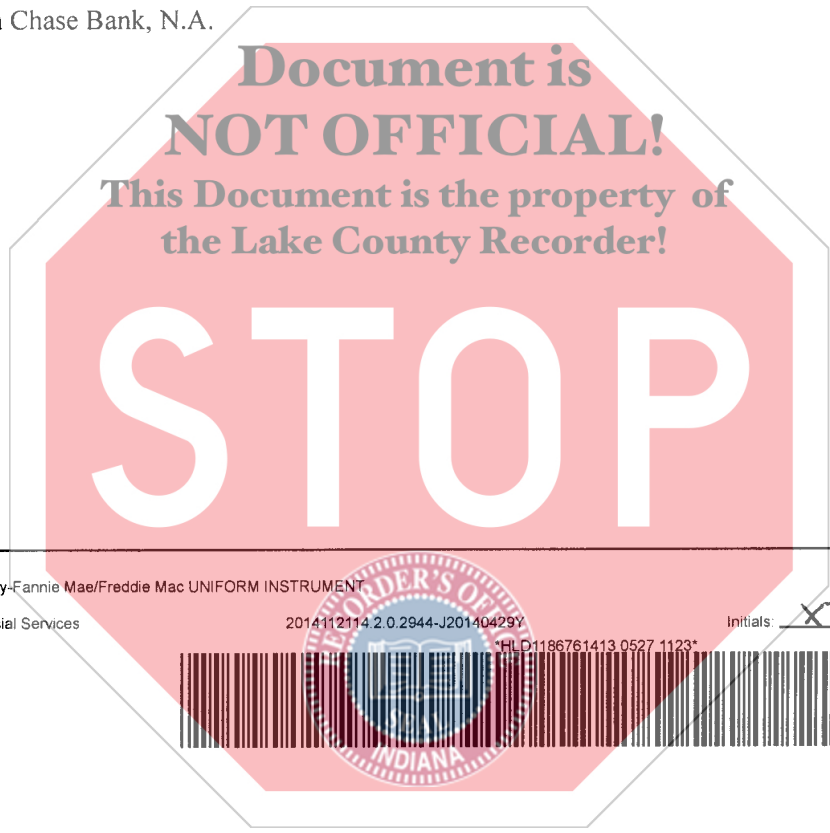 Chase Bank, N.A.
Document is
NOT OFFICIAL!
This Document is the property of
the Lake County Recorder!
STOP
y-Fannie Mae/Freddie Mac UNIFORM INSTRUMENT
ial Services 2014112114.2.0.2944-J20140429Y Initials: X
*HLD1186761413 0527 1123*
RECORDER'S OFFICE
SEAL
INDIANA